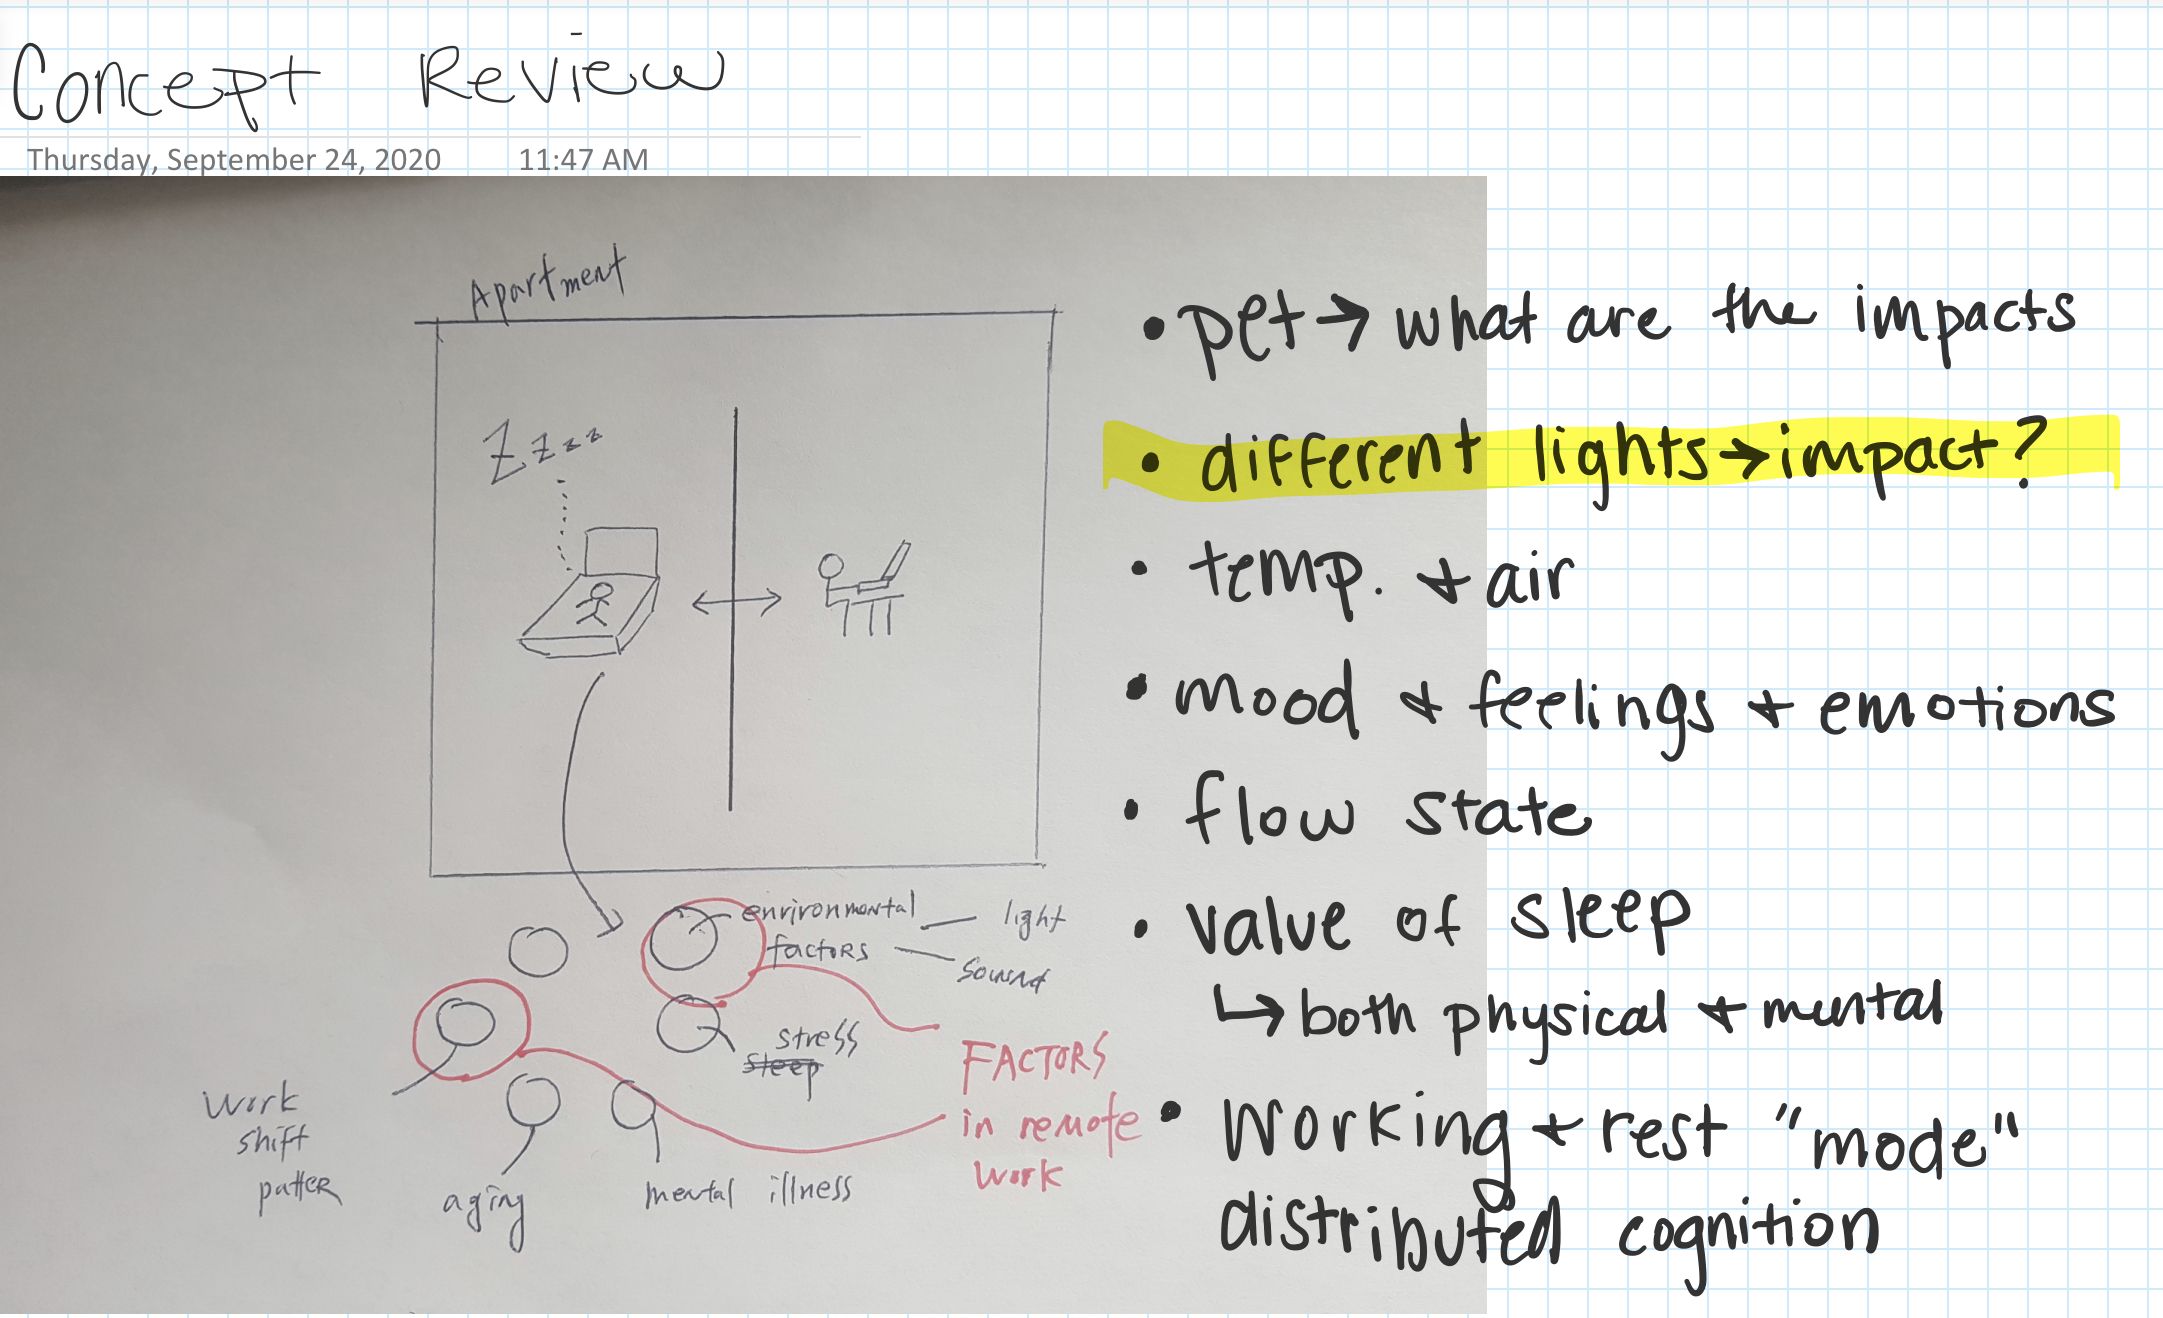 Concept Review
Thursday, September 24, 2020 11:47 AM
Apartment
Zzzz
environmental
factors
light
sound
stress
sleep
work
shift
patter
aging
mental illness
FACTORS
in remote
work
• pet → what are the impacts
• different lights → impact?
• temp. + air
• mood + feelings + emotions
• flow state
• value of sleep
↳ both physical + mental
• working + rest "mode"
distributed cognition